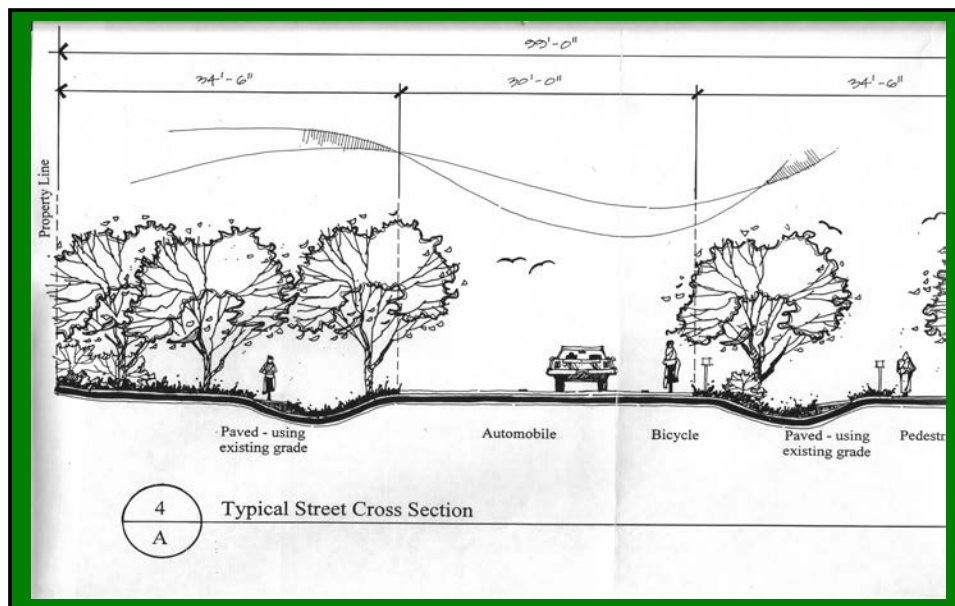 99'-0"
34'-6"
30'-0"
34'-6"
Property Line
Paved - using
existing grade
Automobile
Bicycle
Paved - using
existing grade
Pedestr
4
A
Typical Street Cross Section